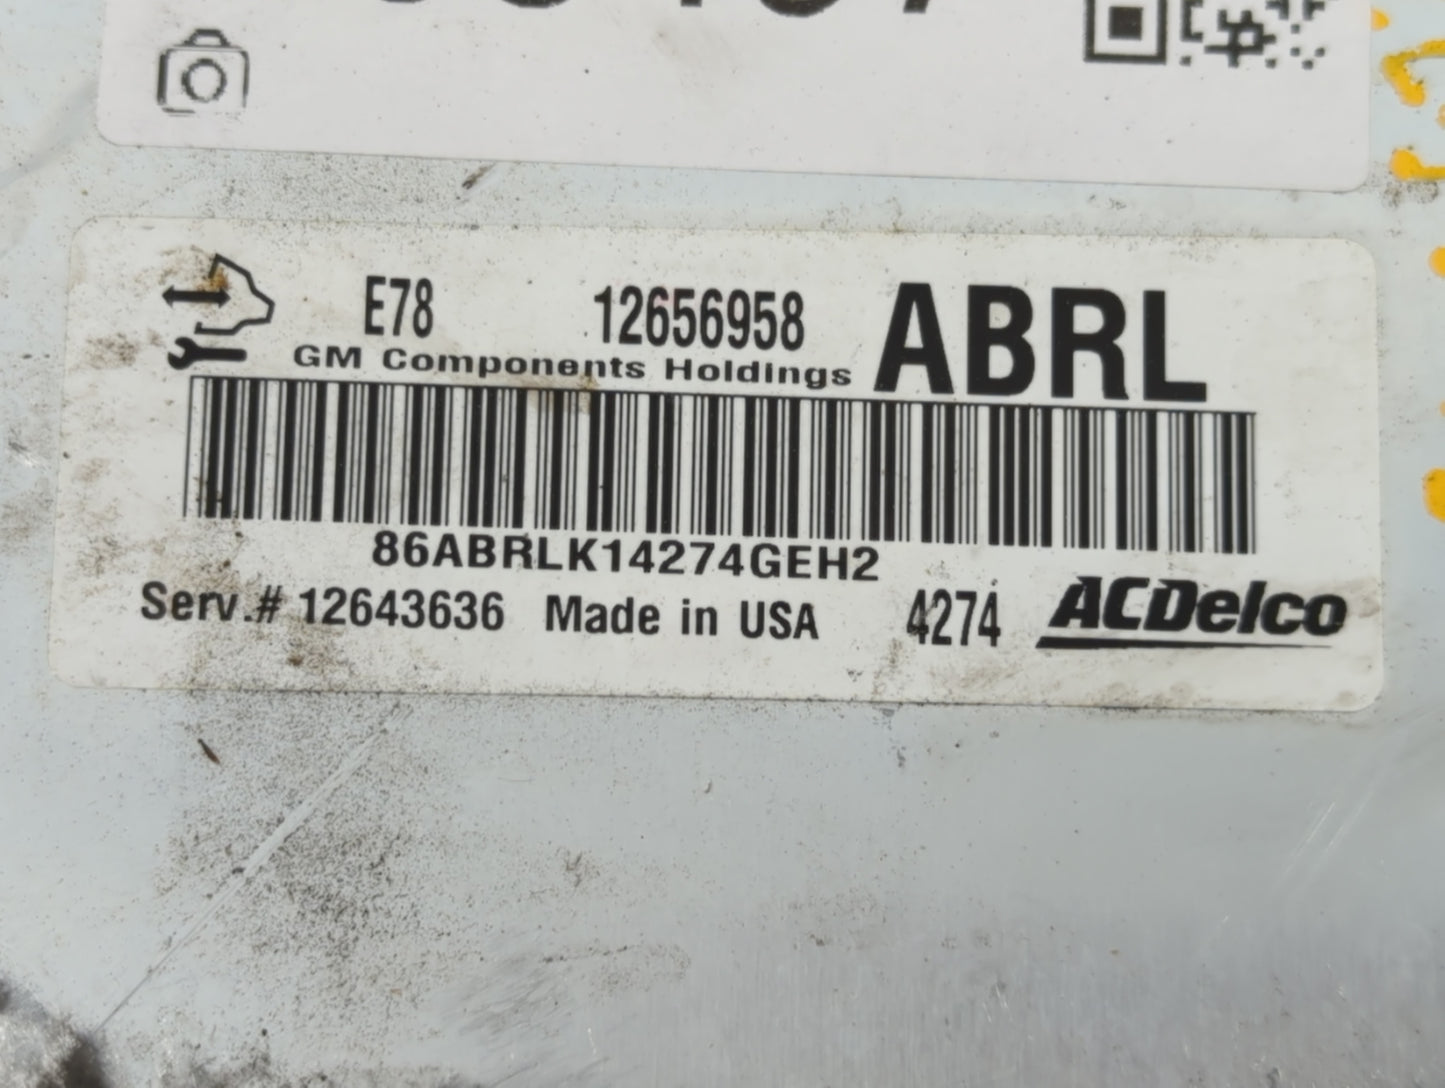 E78 12656958 ABRL
GM Components Holdings
86ABRLK14274GEH2
Serv.# 12643636 Made in USA 4274 ACDelco